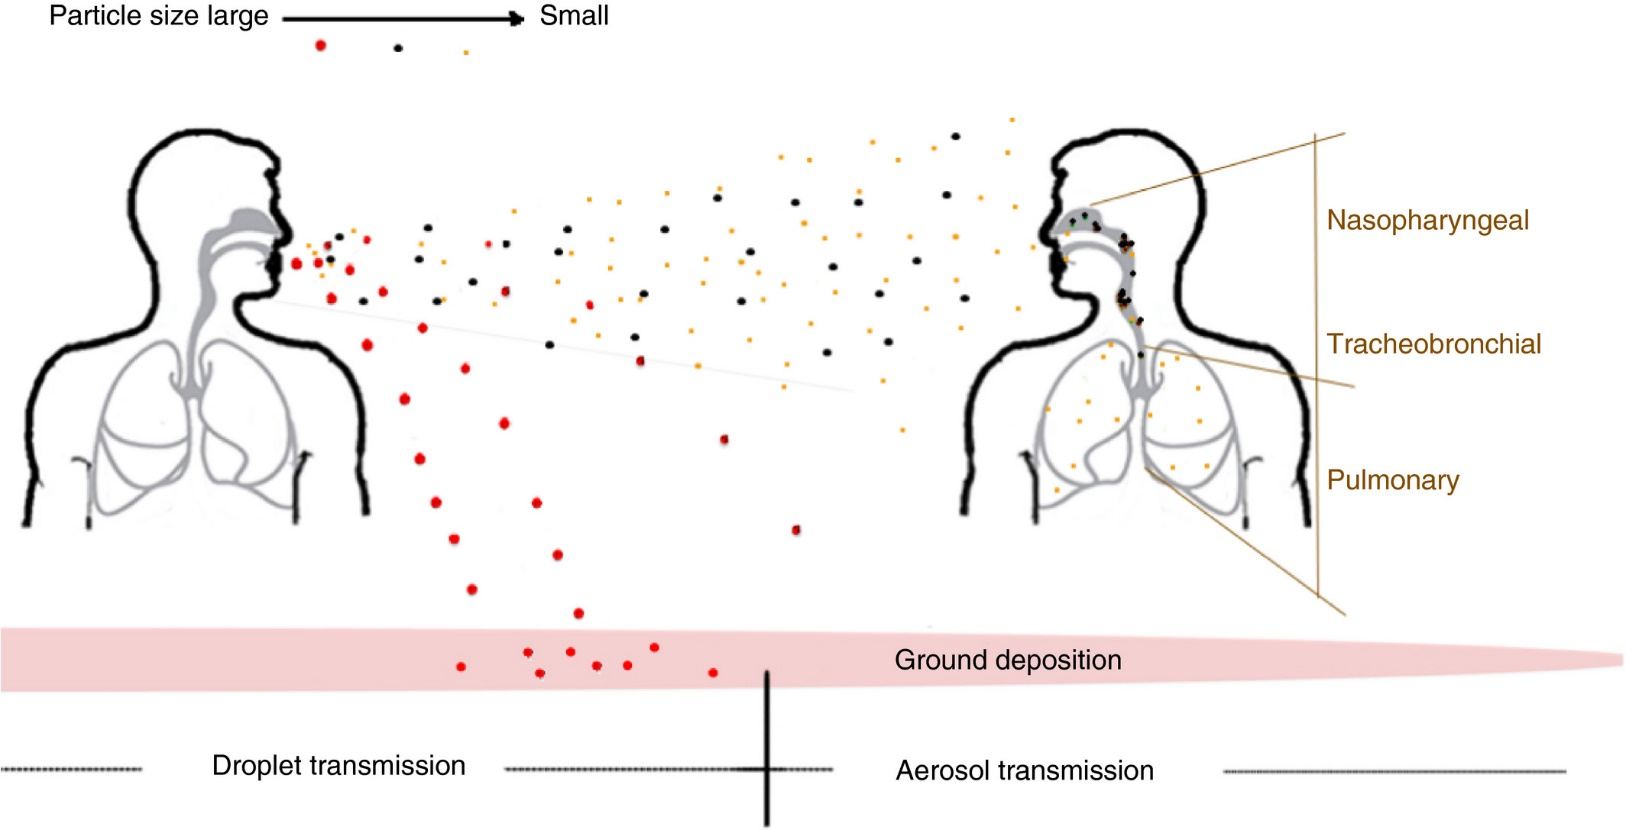 Particle size large
Small
Nasopharyngeal
Tracheobronchial
Pulmonary
Ground deposition
Droplet transmission
Aerosol transmission